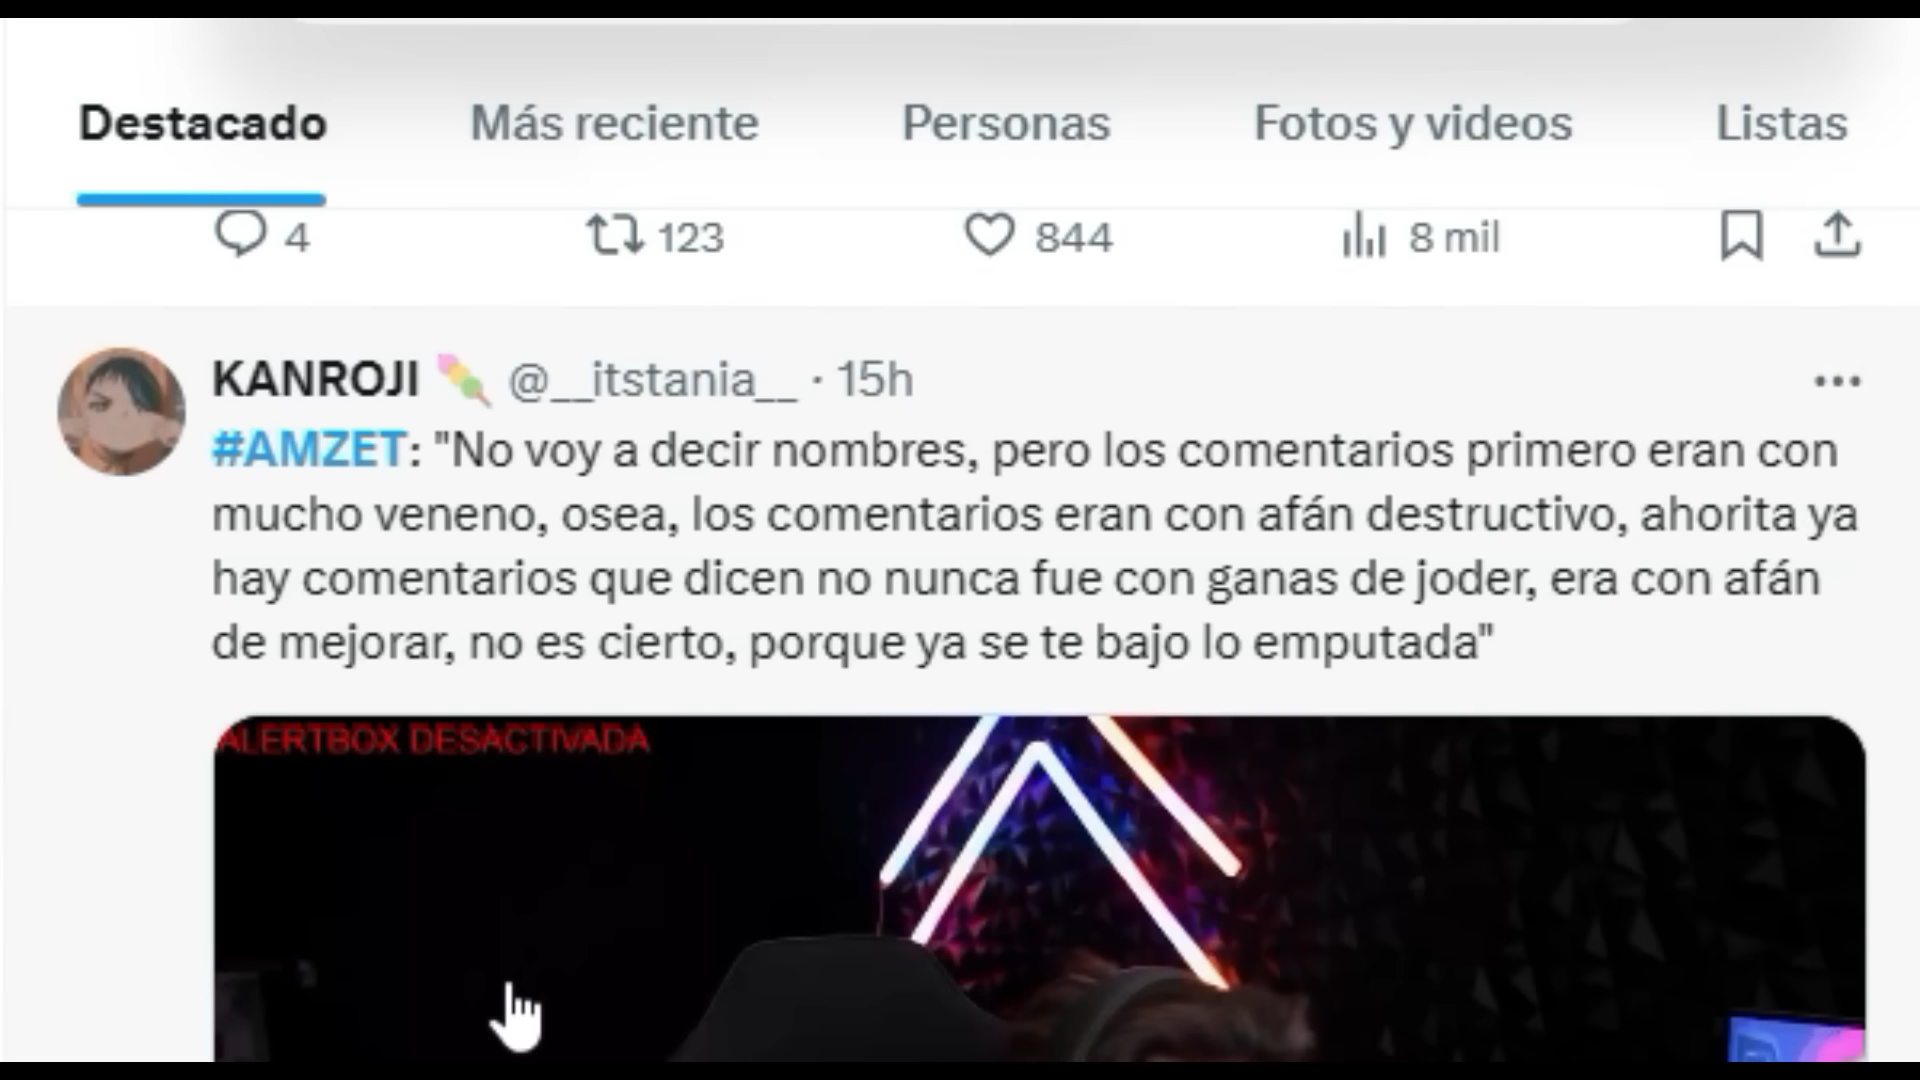 Destacado Más reciente Personas Fotos y videos Listas
4 123 844 8 mil
KANROJI @__itstania__ · 15h
#AMZET: "No voy a decir nombres, pero los comentarios primero eran con
mucho veneno, osea, los comentarios eran con afán destructivo, ahorita ya
hay comentarios que dicen no nunca fue con ganas de joder, era con afán
de mejorar, no es cierto, porque ya se te bajo lo emputada"
ALERTBOX DESACTIVADA